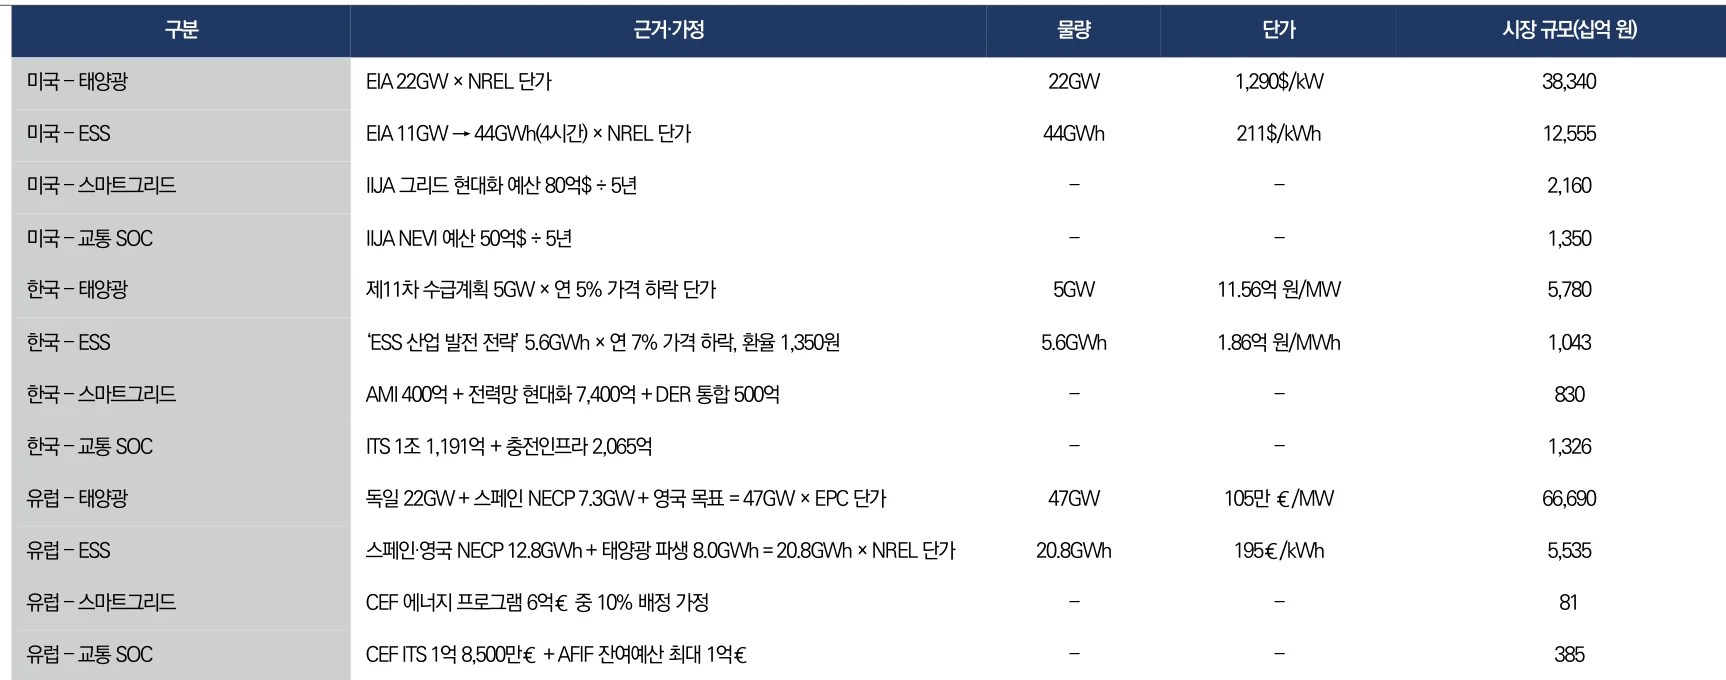 구분 근거·가정 물량 단가 시장 규모(십억 원)
미국 – 태양광 EIA 22GW × NREL 단가 22GW 1,290$/kW 38,340
미국 – ESS EIA 11GW → 44GWh(4시간) × NREL 단가 44GWh 211$/kWh 12,555
미국 – 스마트그리드 IIJA 그리드 현대화 예산 80억$ ÷ 5년 – – 2,160
미국 – 교통 SOC IIJA NEVI 예산 50억$ ÷ 5년 – – 1,350
한국 – 태양광 제11차 수급계획 5GW × 연 5% 가격 하락 단가 5GW 11.56억 원/MW 5,780
한국 – ESS ‘ESS 산업 발전 전략’ 5.6GWh × 연 7% 가격 하락, 환율 1,350원 5.6GWh 1.86억 원/MWh 1,043
한국 – 스마트그리드 AMI 400억 + 전력망 현대화 7,400억 + DER 통합 500억 – – 830
한국 – 교통 SOC ITS 1조 1,191억 + 충전인프라 2,065억 – – 1,326
유럽 – 태양광 독일 22GW + 스페인 NECP 7.3GW + 영국 목표 = 47GW × EPC 단가 47GW 105만 €/MW 66,690
유럽 – ESS 스페인·영국 NECP 12.8GWh + 태양광 파생 8.0GWh = 20.8GWh × NREL 단가 20.8GWh 195€/kWh 5,535
유럽 – 스마트그리드 CEF 에너지 프로그램 6억€ 중 10% 배정 가정 – – 81
유럽 – 교통 SOC CEF ITS 1억 8,500만€ + AFIF 잔여예산 최대 1억€ – – 385